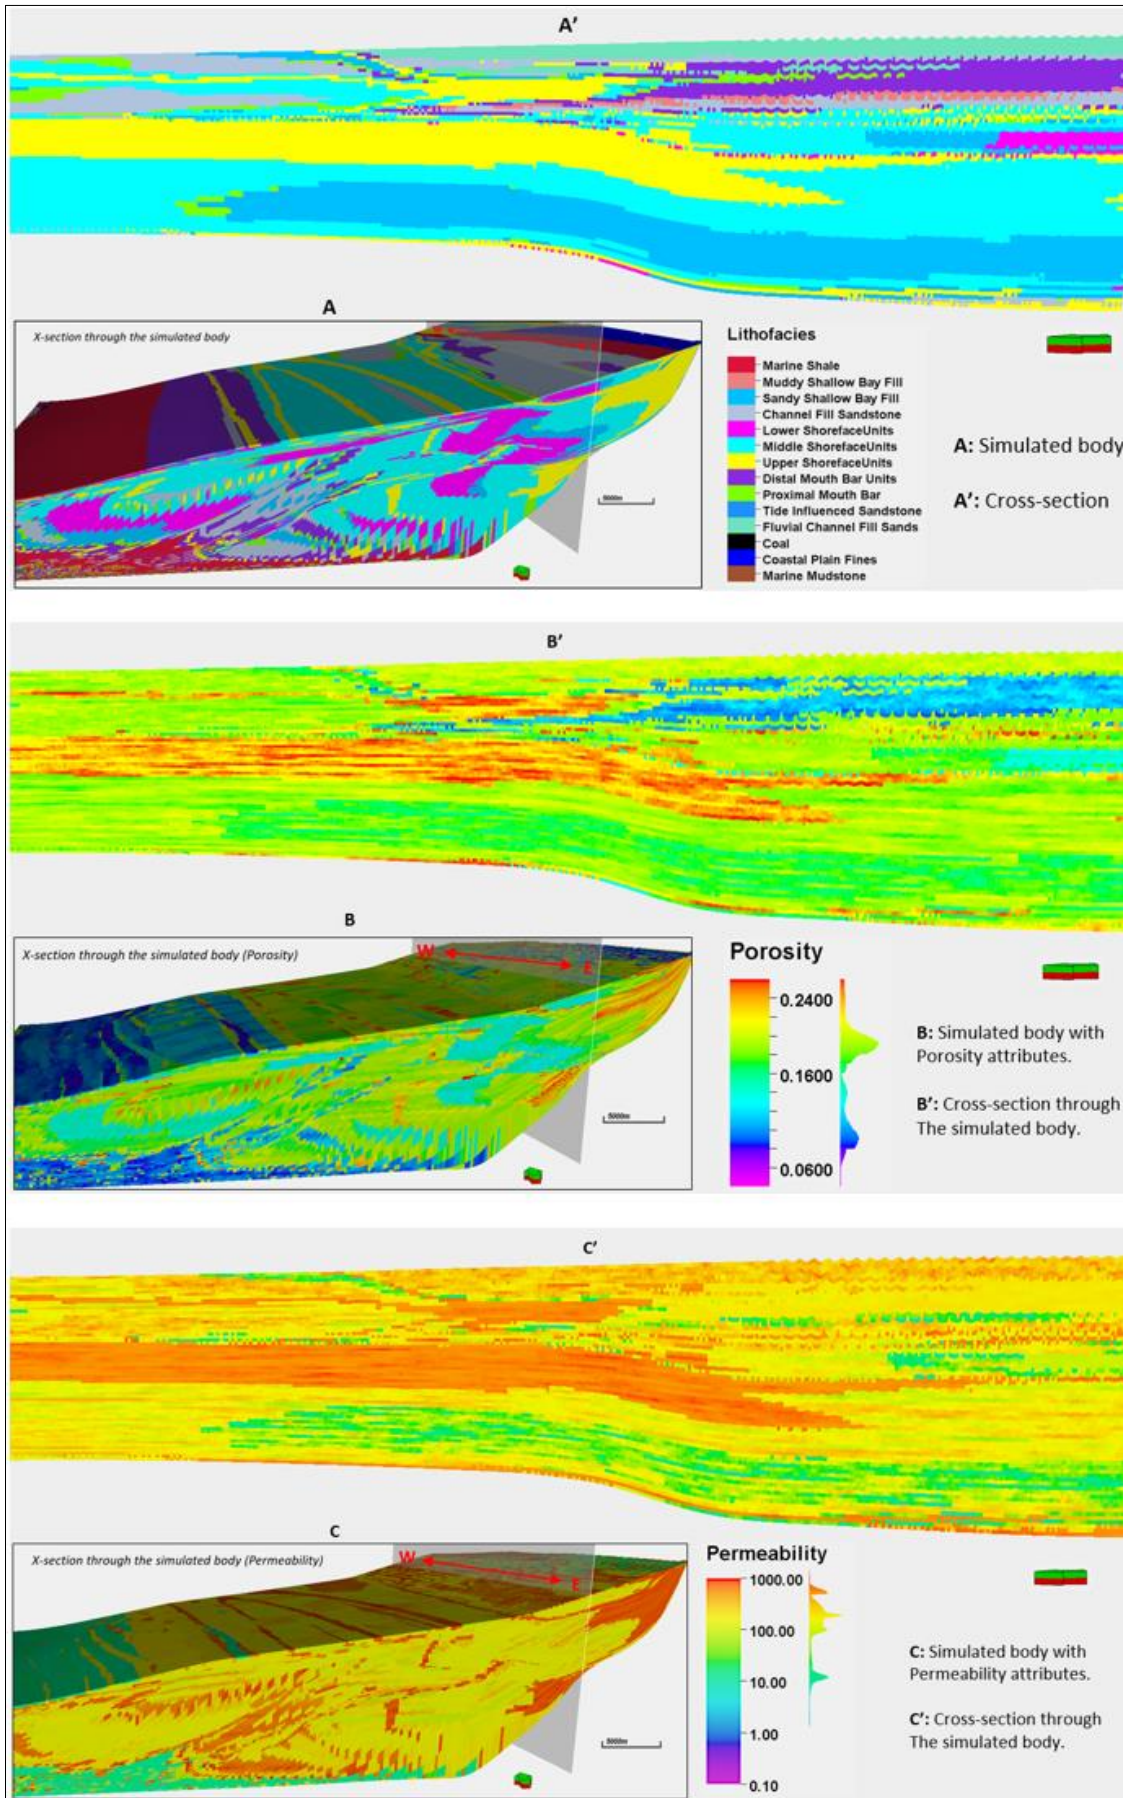 A’
A
X-section through the simulated body
Lithofacies
Marine Shale
Muddy Shallow Bay Fill
Sandy Shallow Bay Fill
Channel Fill Sandstone
Lower ShorefaceUnits
Middle ShorefaceUnits
Upper ShorefaceUnits
Distal Mouth Bar Units
Proximal Mouth Bar
Tide Influenced Sandstone
Fluvial Channel Fill Sands
Coal
Coastal Plain Fines
Marine Mudstone
5000m
A: Simulated body
A’: Cross-section
B’
B
X-section through the simulated body (Porosity)
W
E
5000m
Porosity
0.2400
0.1600
0.0600
B: Simulated body with
Porosity attributes.
B’: Cross-section through
The simulated body.
C’
C
X-section through the simulated body (Permeability)
W
E
5000m
Permeability
1000.00
100.00
10.00
1.00
0.10
C: Simulated body with
Permeability attributes.
C’: Cross-section through
The simulated body.